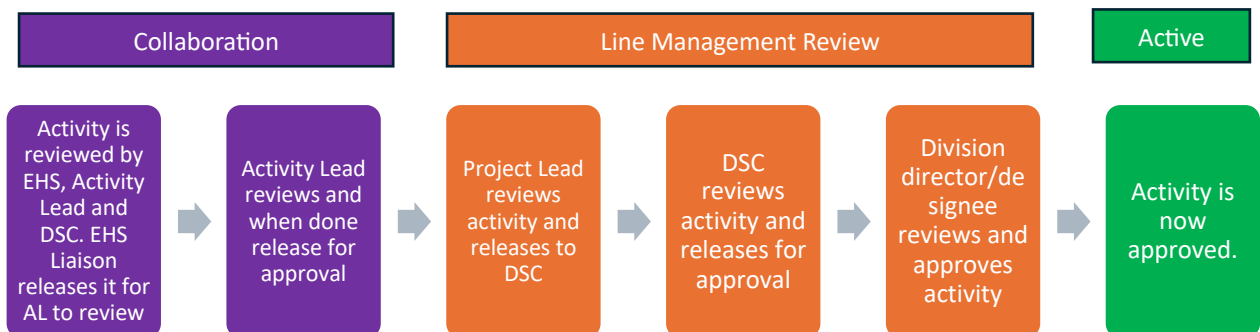 Collaboration
Line Management Review
Active
Activity is
reviewed by
EHS, Activity
Lead and
DSC. EHS
Liaison
releases it for
AL to review
Activity Lead
reviews and
when done
release for
approval
Project Lead
reviews
activity and
releases to
DSC
DSC
reviews
activity and
releases for
approval
Division
director/de
signee
reviews and
approves
activity
Activity is
now
approved.